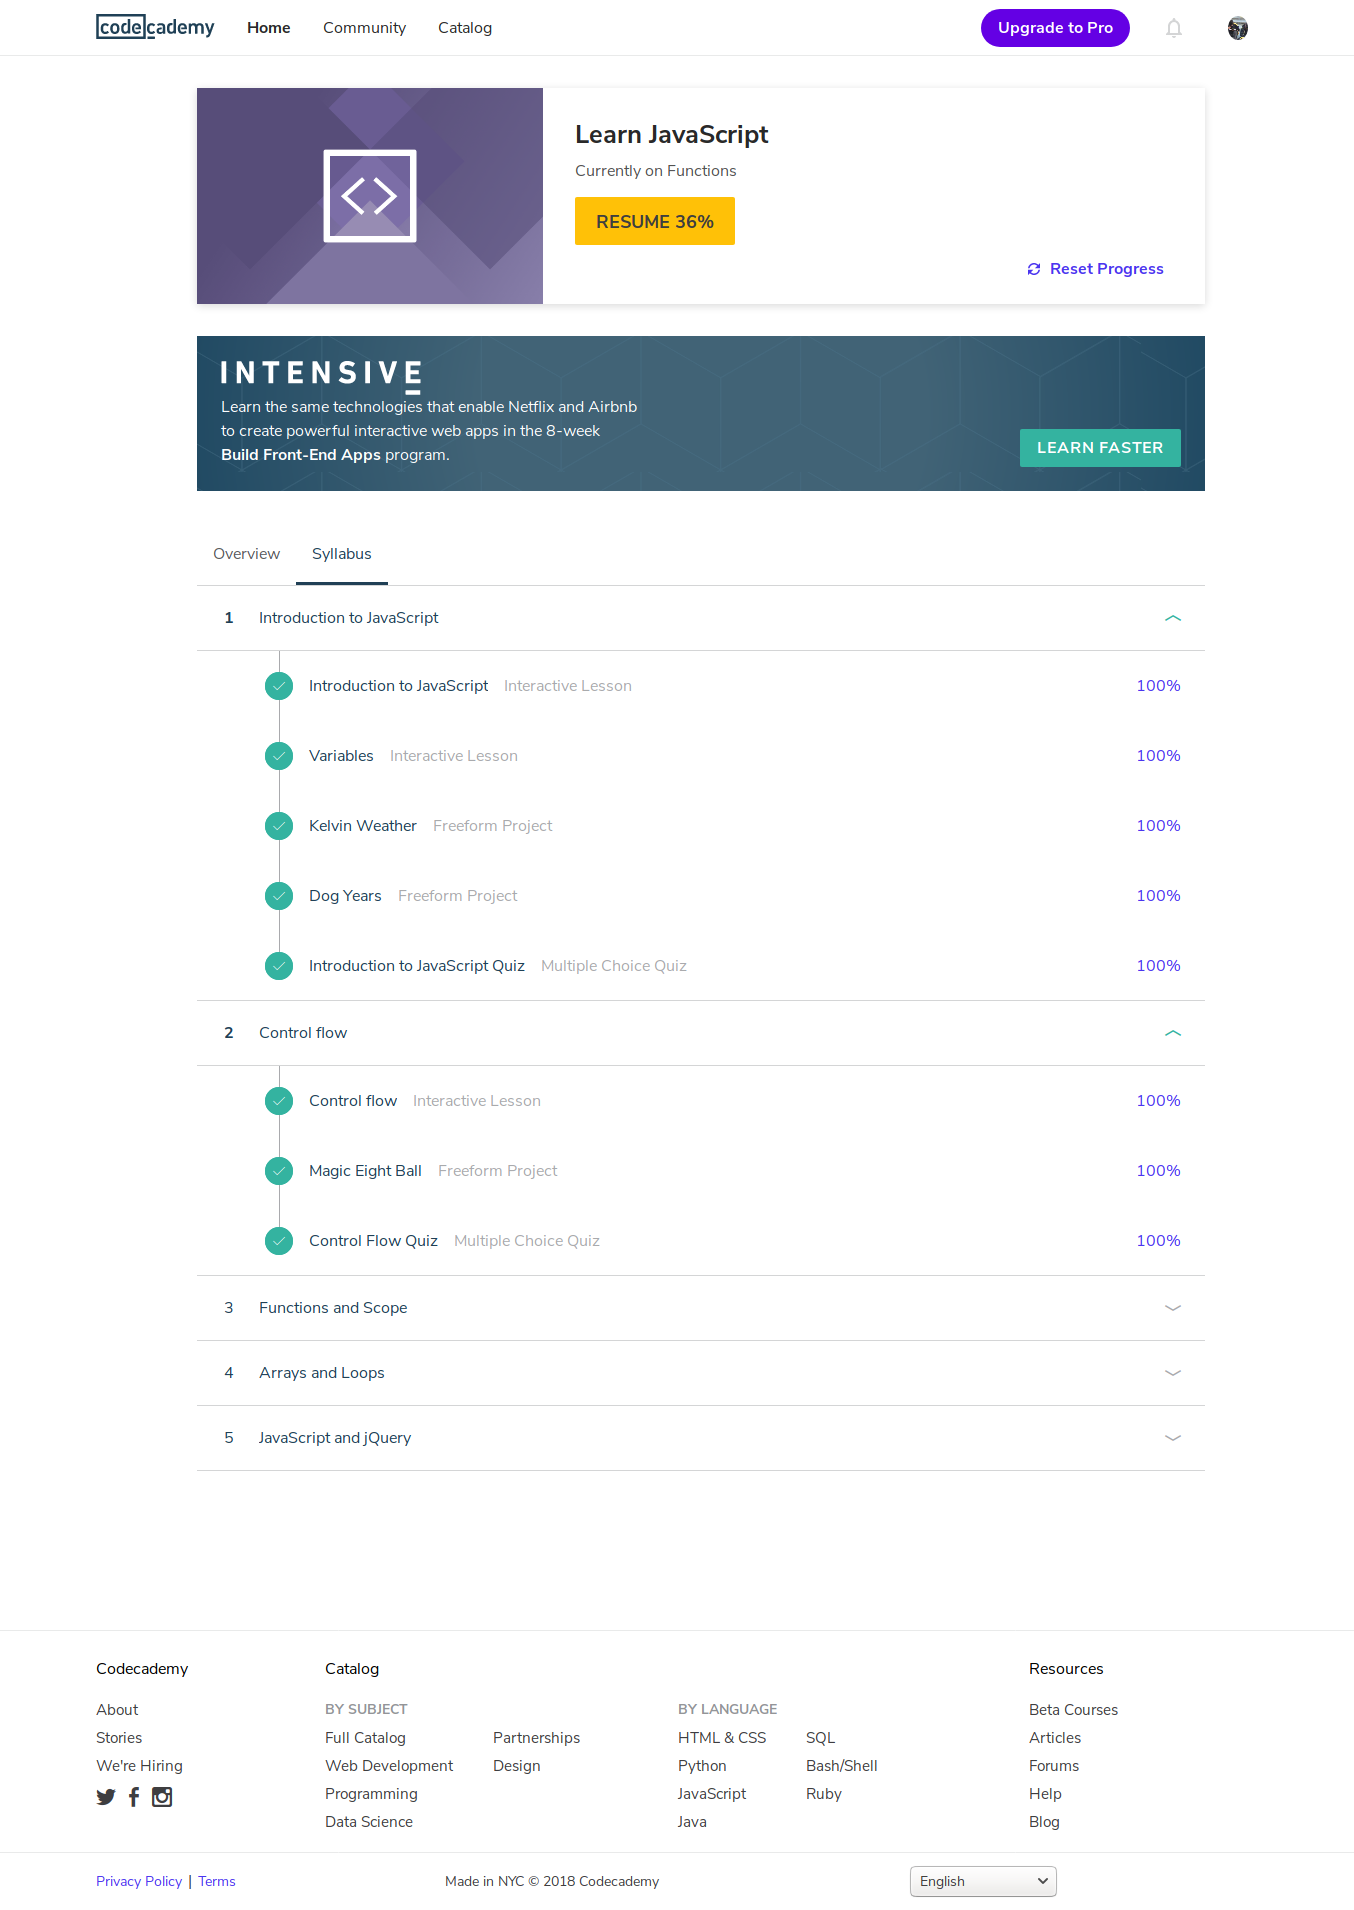 codecademy Home Community Catalog Upgrade to Pro
Learn JavaScript
Currently on Functions
RESUME 36%
Reset Progress
INTENSIVE
Learn the same technologies that enable Netflix and Airbnb
to create powerful interactive web apps in the 8-week
Build Front-End Apps program.
LEARN FASTER
Overview Syllabus
1 Introduction to JavaScript
Introduction to JavaScript Interactive Lesson 100%
Variables Interactive Lesson 100%
Kelvin Weather Freeform Project 100%
Dog Years Freeform Project 100%
Introduction to JavaScript Quiz Multiple Choice Quiz 100%
2 Control flow
Control flow Interactive Lesson 100%
Magic Eight Ball Freeform Project 100%
Control Flow Quiz Multiple Choice Quiz 100%
3 Functions and Scope
4 Arrays and Loops
5 JavaScript and jQuery
Codecademy
About
Stories
We're Hiring
Catalog
BY SUBJECT
Full Catalog
Web Development
Programming
Data Science
Partnerships
Design
BY LANGUAGE
HTML & CSS
Python
JavaScript
Java
SQL
Bash/Shell
Ruby
Resources
Beta Courses
Articles
Forums
Help
Blog
Privacy Policy | Terms
Made in NYC © 2018 Codecademy
English